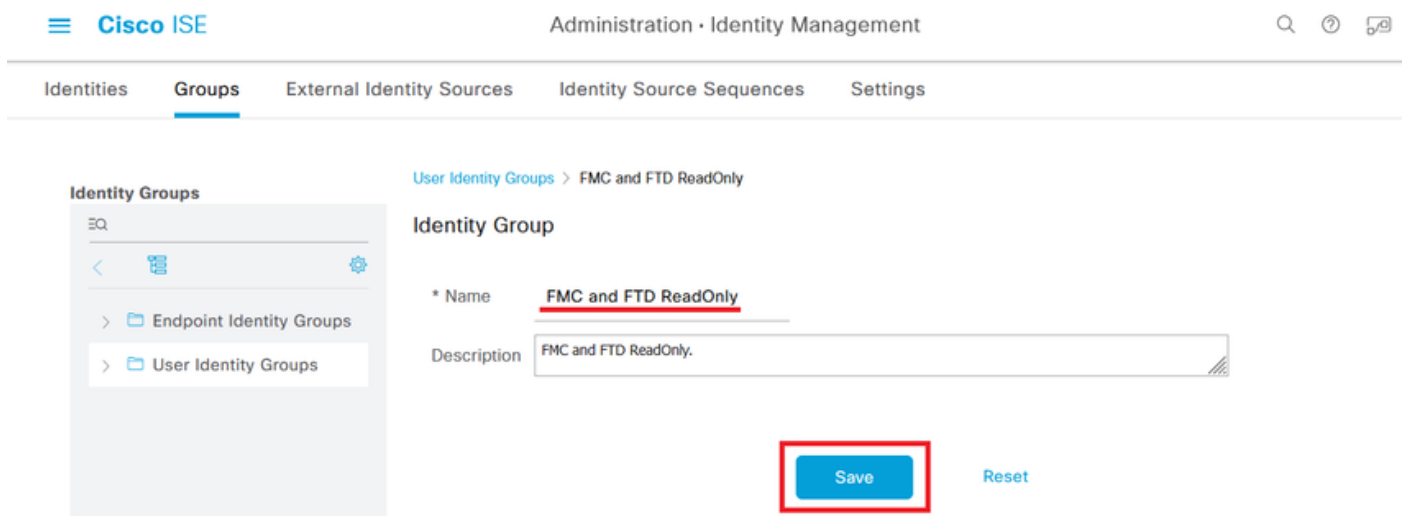 Cisco ISE
Administration · Identity Management
Identities Groups External Identity Sources Identity Source Sequences Settings
Identity Groups
User Identity Groups > FMC and FTD ReadOnly
Identity Group
* Name FMC and FTD ReadOnly
Endpoint Identity Groups
Description FMC and FTD ReadOnly.
User Identity Groups
Save Reset